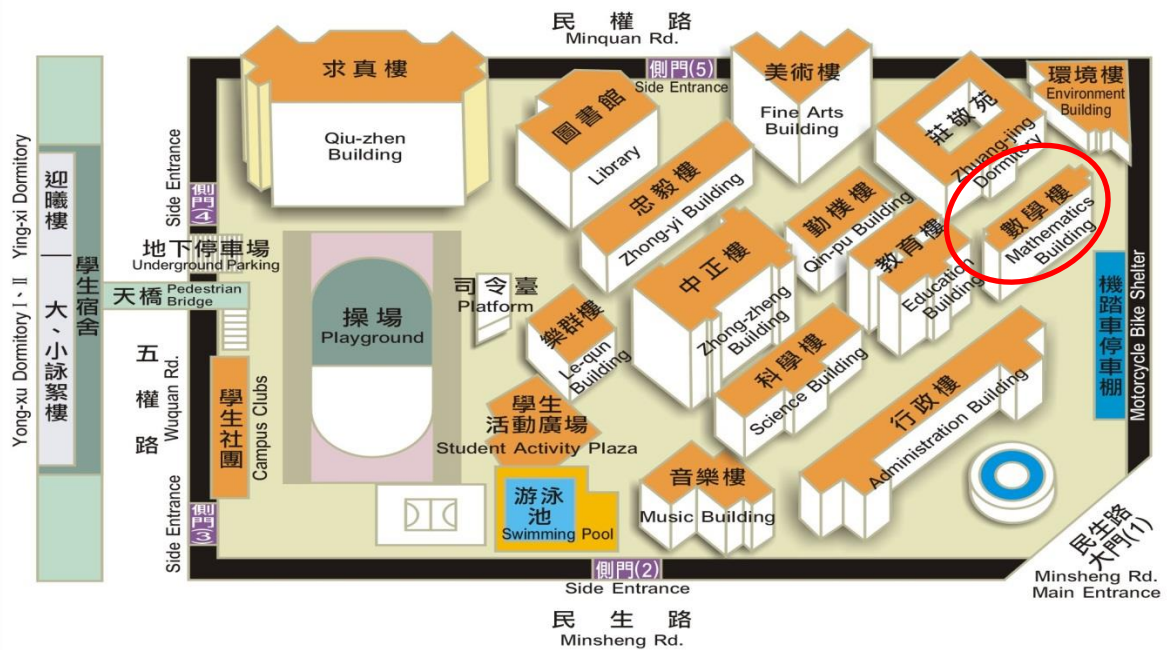 民權路
Minquan Rd.
側門(5)
Side Entrance
求真樓
Qiu-zhen
Building
圖書館
Library
美術樓
Fine Arts
Building
莊敬苑
Zhuang-jing
Dormitery
環境樓
Environment
Building
忠毅樓
Zhong-yi Building
勤樸樓
Qin-pu Building
教育樓
Education
Building
數學樓
Mathematics
Building
中正樓
Zhong-zheng
Building
科學樓
Science Building
行政樓
Administration Building
機踏車停車棚
Motorcycle Bike Shelter
迎曦樓
Ying-xi Dormitory
大、小詠絮樓
Yong-xu Dormitory I、II
學生宿舍
側門(4)
Side Entrance
地下停車場
Underground Parking
天橋
Pedestrian
Bridge
五權路
Wuquan Rd.
學生社團
Campus Clubs
側門(3)
Side Entrance
操場
Playground
司令臺
Platform
樂群樓
Le-qun
Building
學生
活動廣場
Student Activity Plaza
游泳
池
Swimming Pool
音樂樓
Music Building
側門(2)
Side Entrance
民生路
Minsheng Rd.
民生路
大門(1)
Minsheng Rd.
Main Entrance